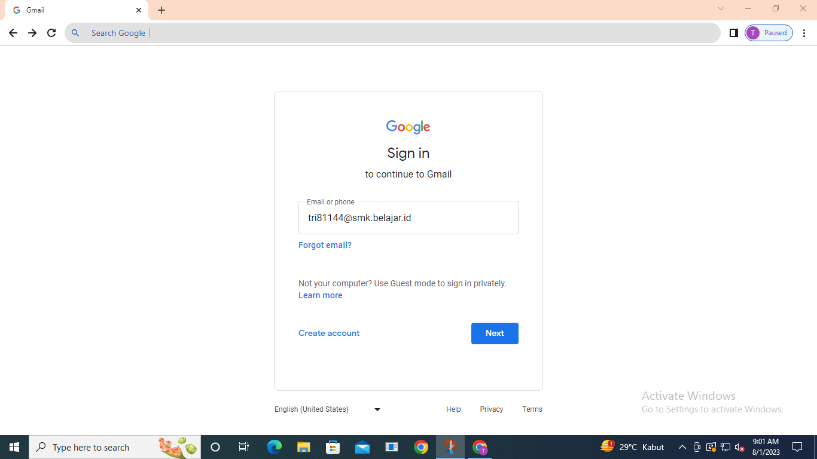 Gmail
Search Google
T Paused
Google
Sign in
to continue to Gmail
Email or phone
tri81144@smk.belajar.id
Forgot email?
Not your computer? Use Guest mode to sign in privately.
Learn more
Create account
Next
English (United States)
Help
Privacy
Terms
Activate Windows
Go to Settings to activate Windows.
Type here to search
29°C Kabut
9:01 AM
8/1/2023